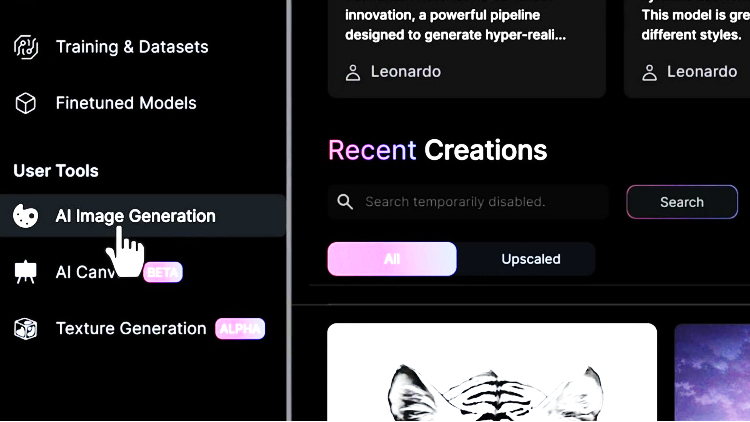 Training & Datasets
Finetuned Models
User Tools
AI Image Generation
AI Canv BETA
Texture Generation ALPHA
innovation, a powerful pipeline
designed to generate hyper-reali...
Leonardo
This model is gre
different styles.
Leonardo
Recent Creations
Search temporarily disabled.
Search
All
Upscaled